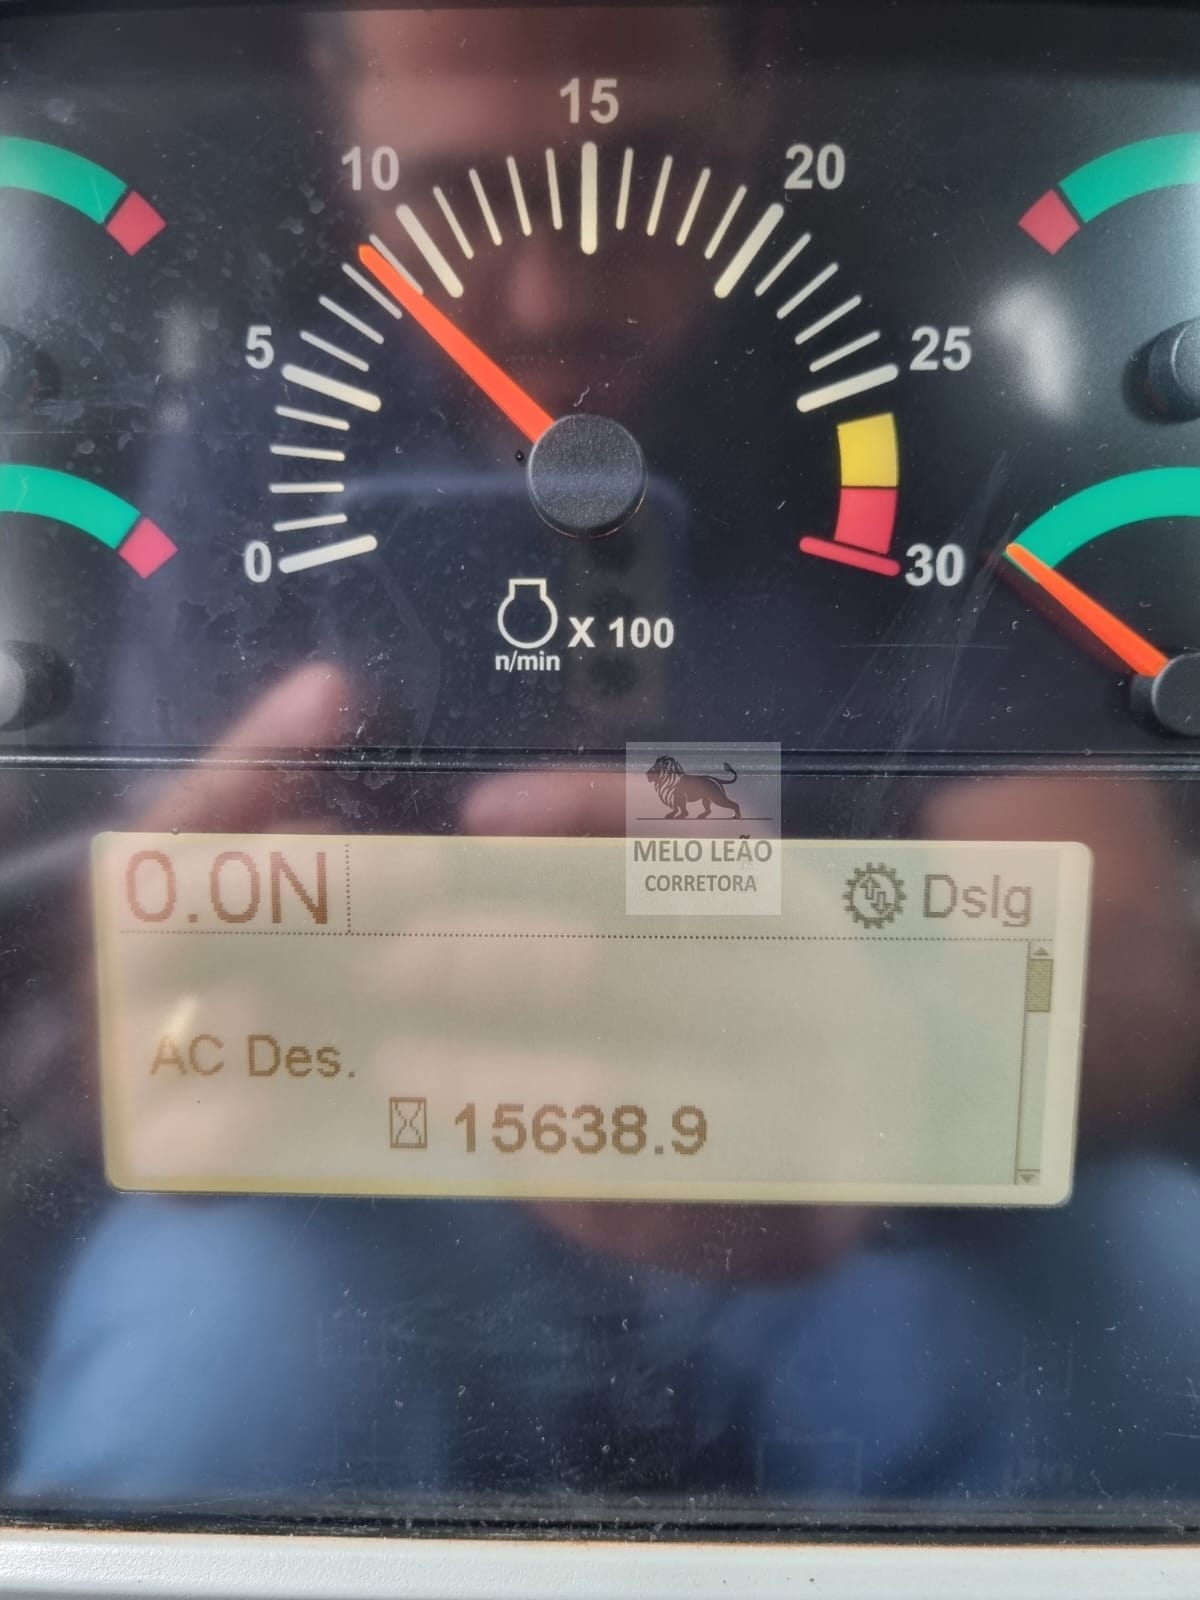 15
10
20
5
25
0
30
X 100
n/min
MELO LEÃO
CORRETORA
0.0N
Dslg
AC Des.
15638.9